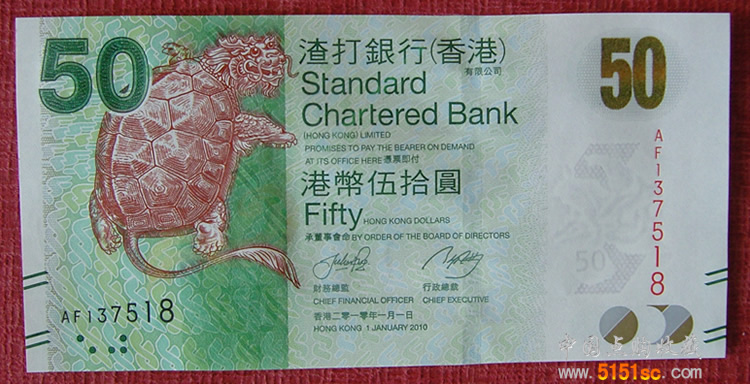 50
渣打銀行(香港)
有限公司
Standard
Chartered Bank
(HONG KONG) LIMITED
PROMISES TO PAY THE BEARER ON DEMAND
AT ITS OFFICE HERE 憑票即付
港幣伍拾圓
Fifty HONG KONG DOLLARS
承董事會命 BY ORDER OF THE BOARD OF DIRECTORS
財務總監
CHIEF FINANCIAL OFFICER
行政總裁
CHIEF EXECUTIVE
香港二零一零年一月一日
HONG KONG 1 JANUARY 2010
AF137518
50
AF137518
50
www.5151sc.com